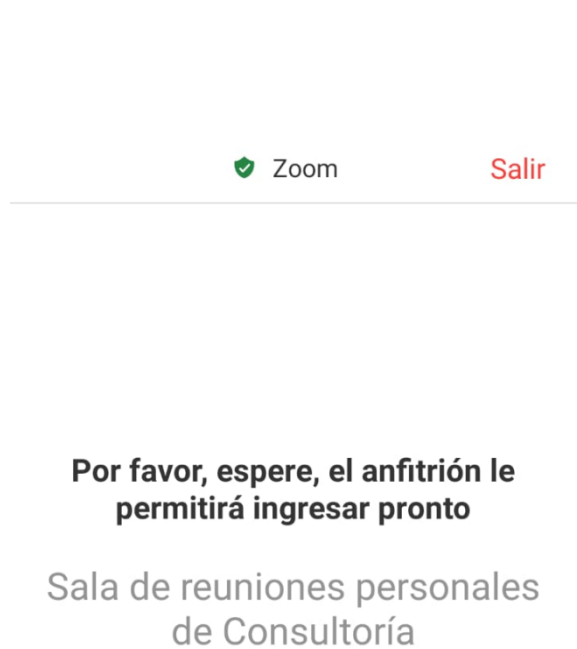 Zoom Salir
Por favor, espere, el anfitrión le
permitirá ingresar pronto
Sala de reuniones personales
de Consultoría